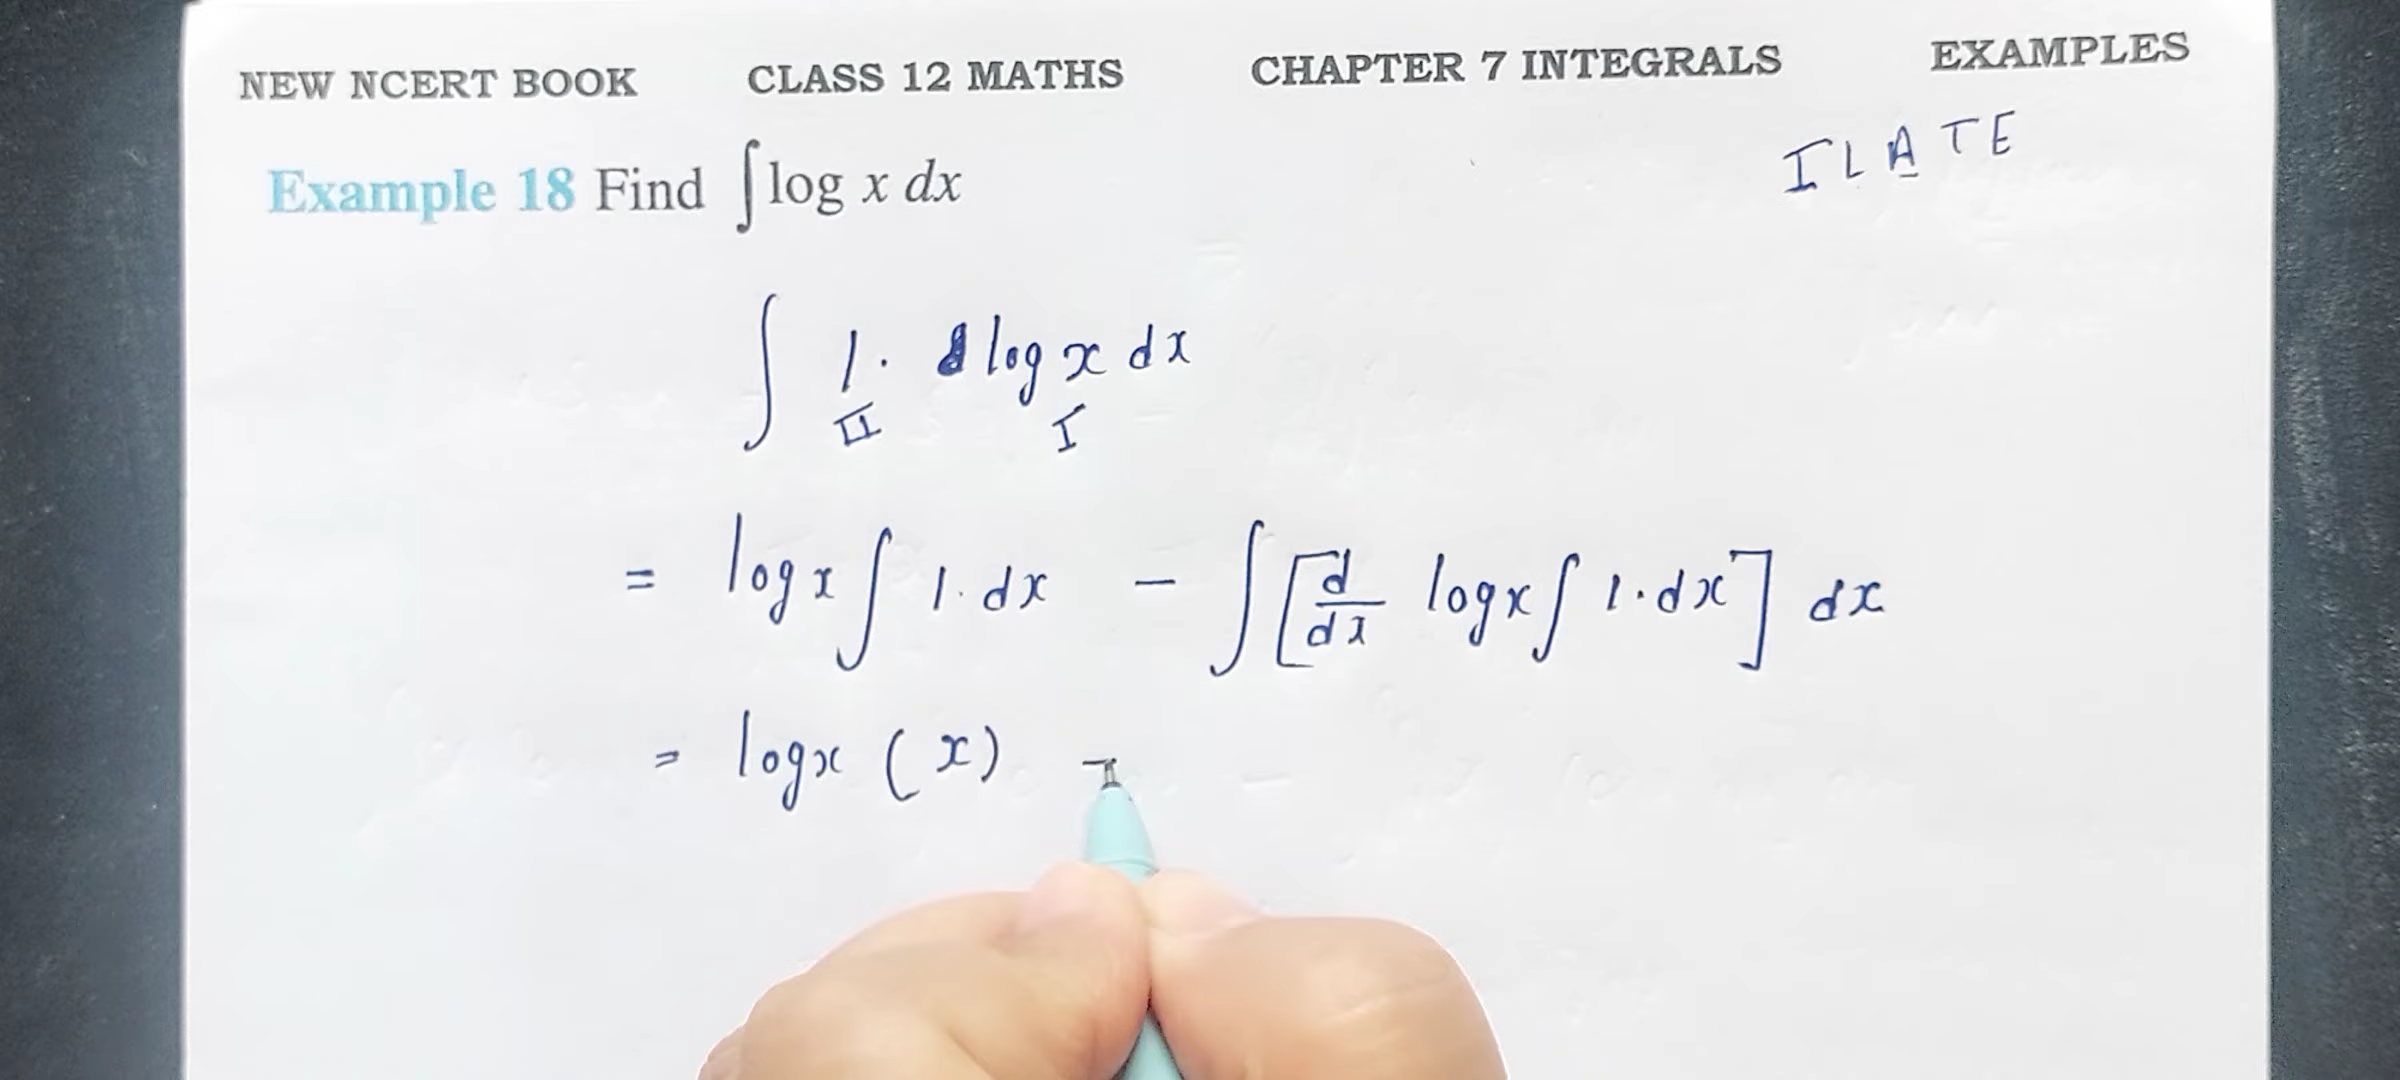 NEW NCERT BOOK CLASS 12 MATHS CHAPTER 7 INTEGRALS EXAMPLES
ILATE
Example 18 Find ∫ log x dx
∫ 1. log x dx
II I
= log x ∫ 1. dx − ∫ [d/dx log x ∫ 1.dx] dx
= log x (x) −